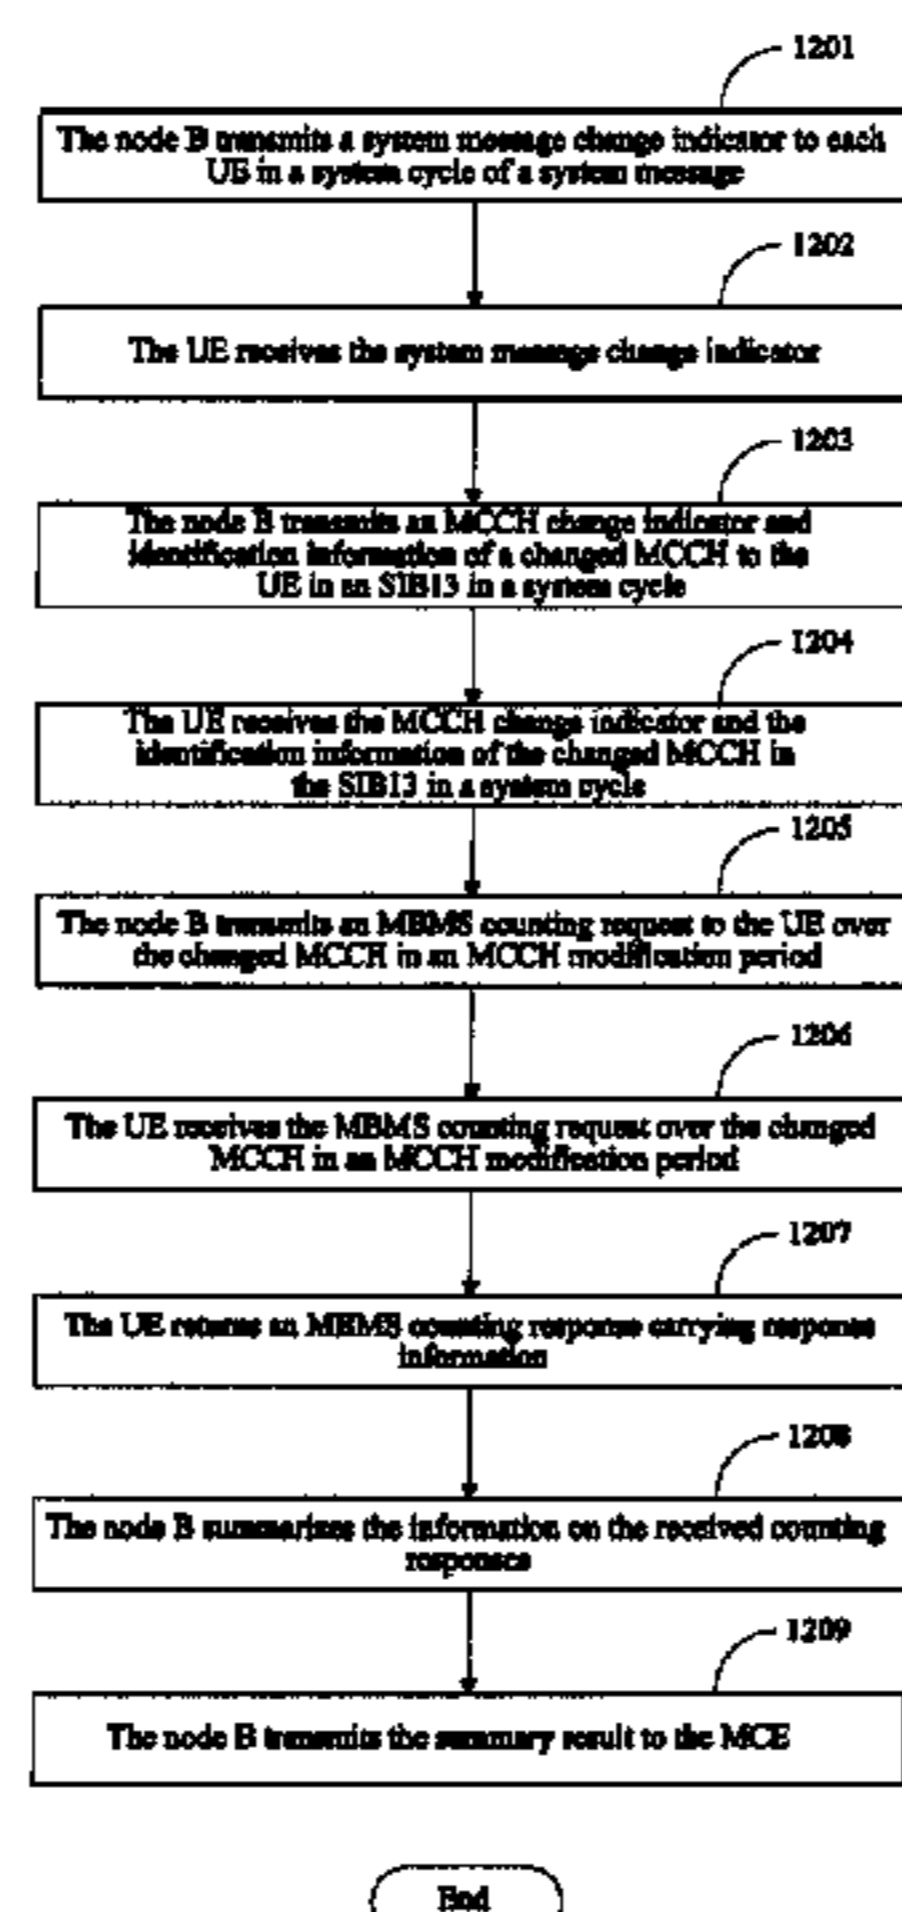 1201
The node B transmits a system message change indicator to each
UE in a system cycle of a system message
1202
The UE receives the system message change indicator
1203
The node B transmits an MCCH change indicator and
identification information of a changed MCCH to the
UE in an SIB13 in a system cycle
1204
The UE receives the MCCH change indicator and the
identification information of the changed MCCH in
the SIB13 in a system cycle
1205
The node B transmits an MBMS counting request to the UE over
the changed MCCH in an MCCH modification period
1206
The UE receives the MBMS counting request over the changed
MCCH in an MCCH modification period
1207
The UE returns an MBMS counting response carrying response
information
1208
The node B summarizes the information on the received counting
responses
1209
The node B transmits the summary result to the MCE
End